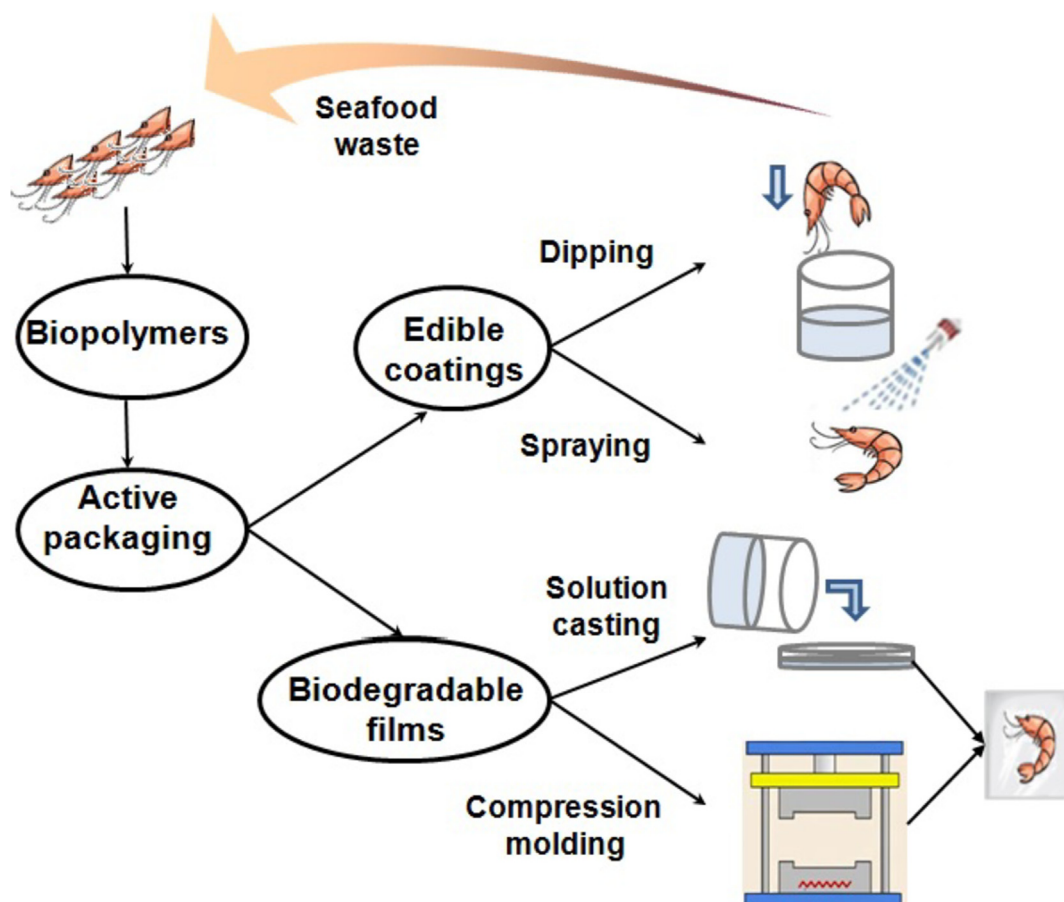 Seafood
waste
Dipping
Biopolymers
Edible
coatings
Spraying
Active
packaging
Solution
casting
Biodegradable
films
Compression
molding